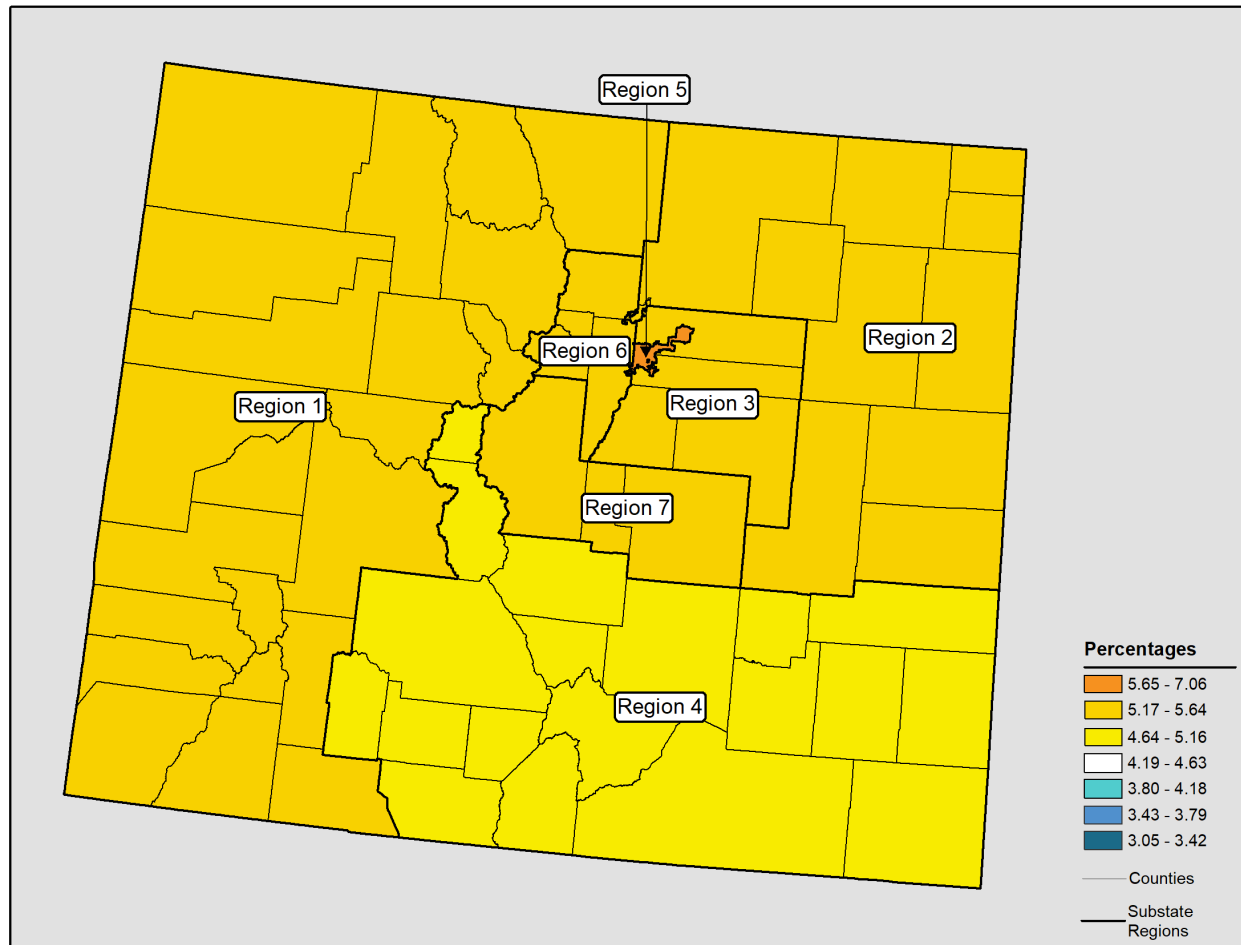 Region 5
Region 2
Region 6
Region 3
Region 1
Region 7
Region 4
Percentages
5.65 - 7.06
5.17 - 5.64
4.64 - 5.16
4.19 - 4.63
3.80 - 4.18
3.43 - 3.79
3.05 - 3.42
Counties
Substate
Regions